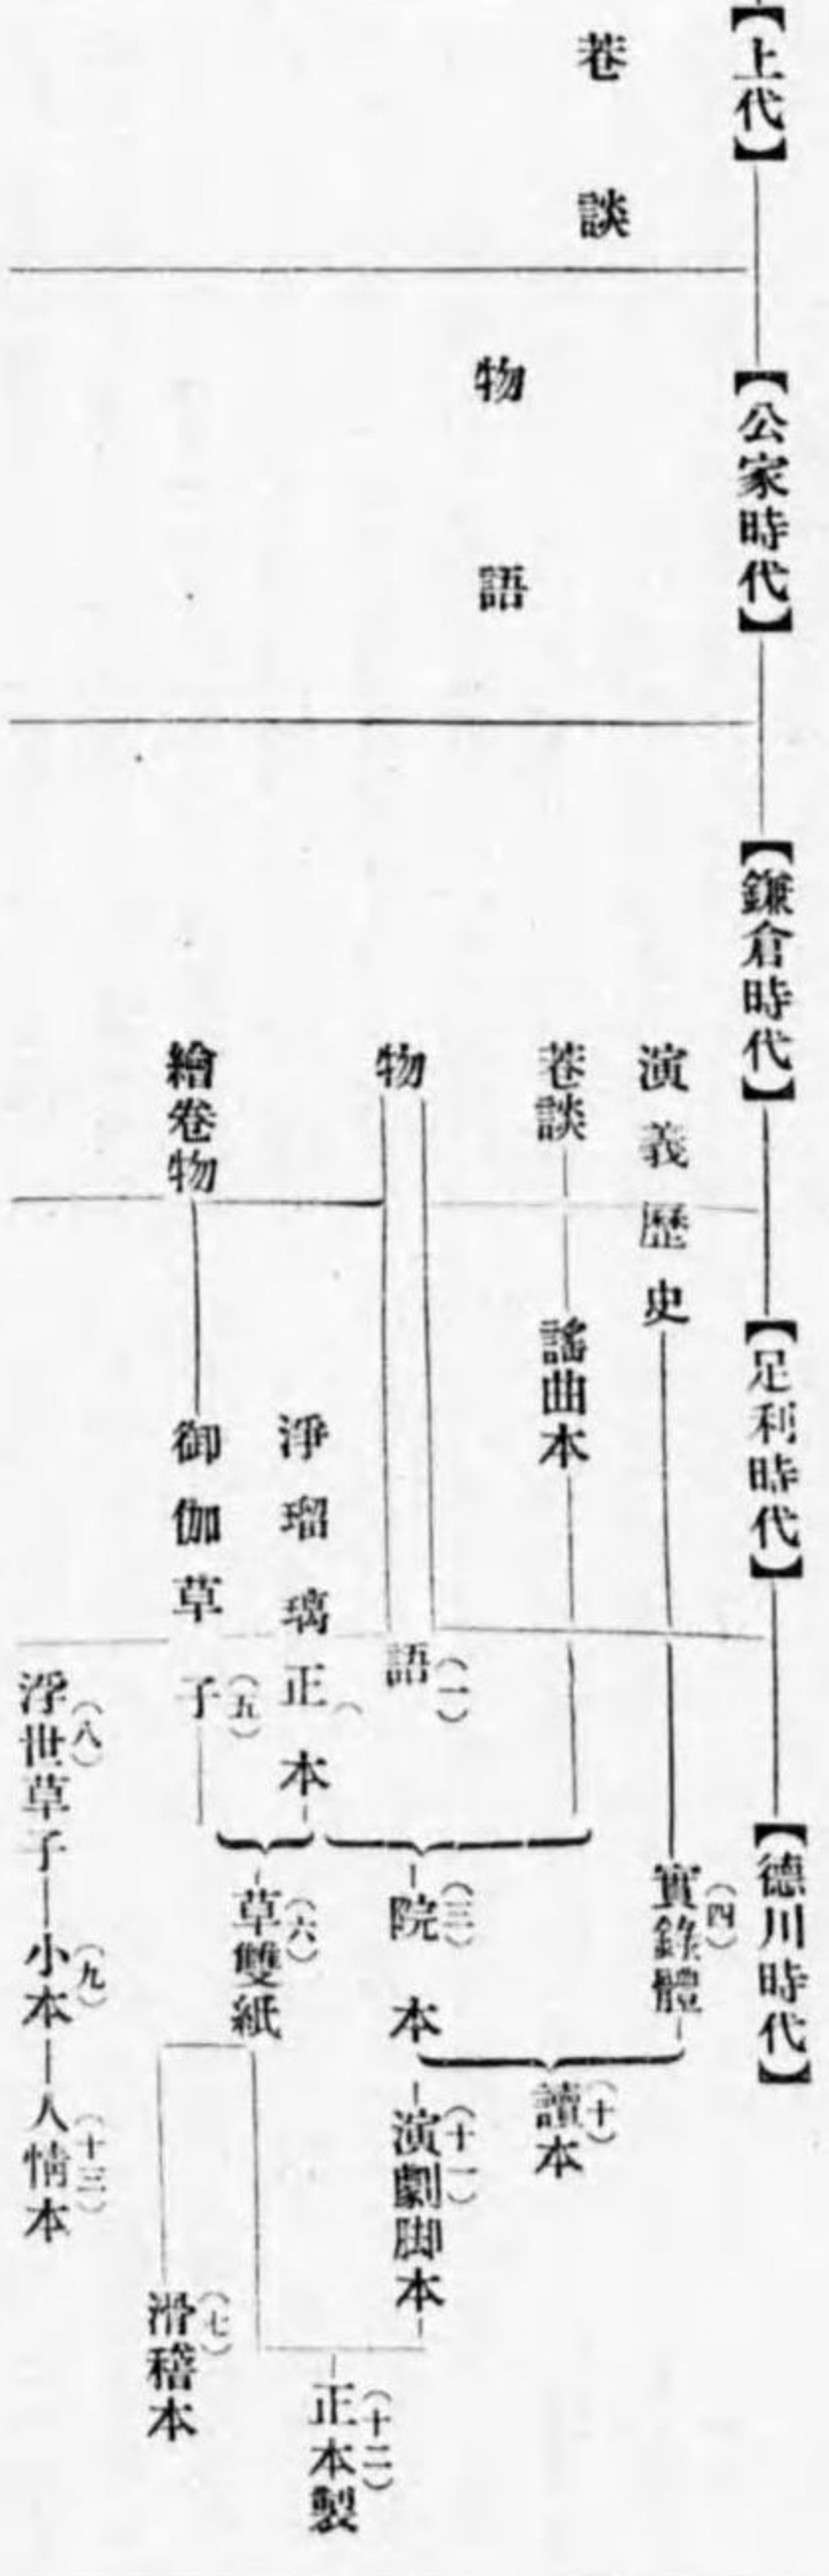 【上代】
【公家時代】
【鎌倉時代】
【足利時代】
【德川時代】
巷談
物語
演義歷史
(四)
實錄體
巷談
謠曲本
(十)
讀本
物語
(一)
(三)
院本
(十一)
演劇脚本
淨瑠璃正本
(十二)
正本製
(六)
草雙紙
繪卷物
御伽草子
(五)
(七)
滑稽本
(八)
浮世草子
(九)
小本
(十三)
人情本